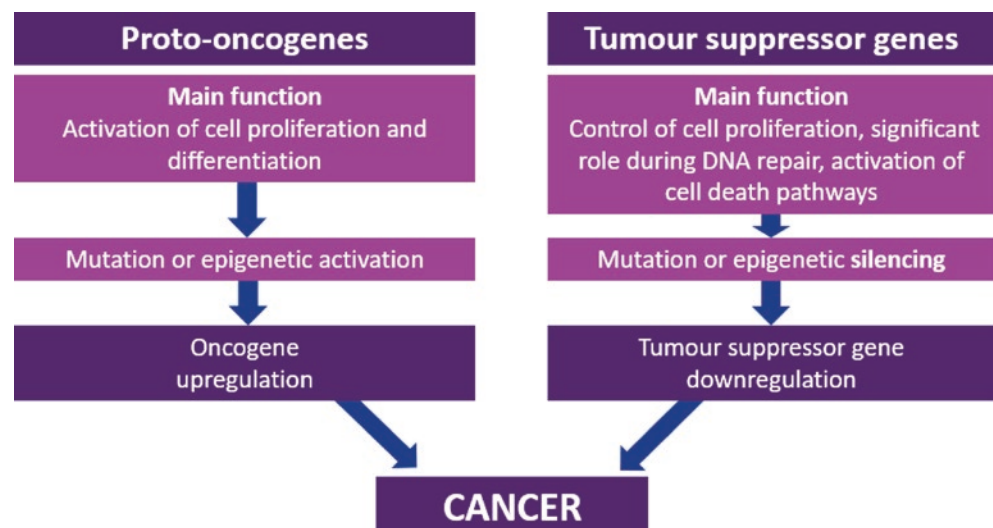 Proto-oncogenes
Main function
Activation of cell proliferation and
differentiation
Mutation or epigenetic activation
Oncogene
upregulation
Tumour suppressor genes
Main function
Control of cell proliferation, significant
role during DNA repair, activation of
cell death pathways
Mutation or epigenetic silencing
Tumour suppressor gene
downregulation
CANCER